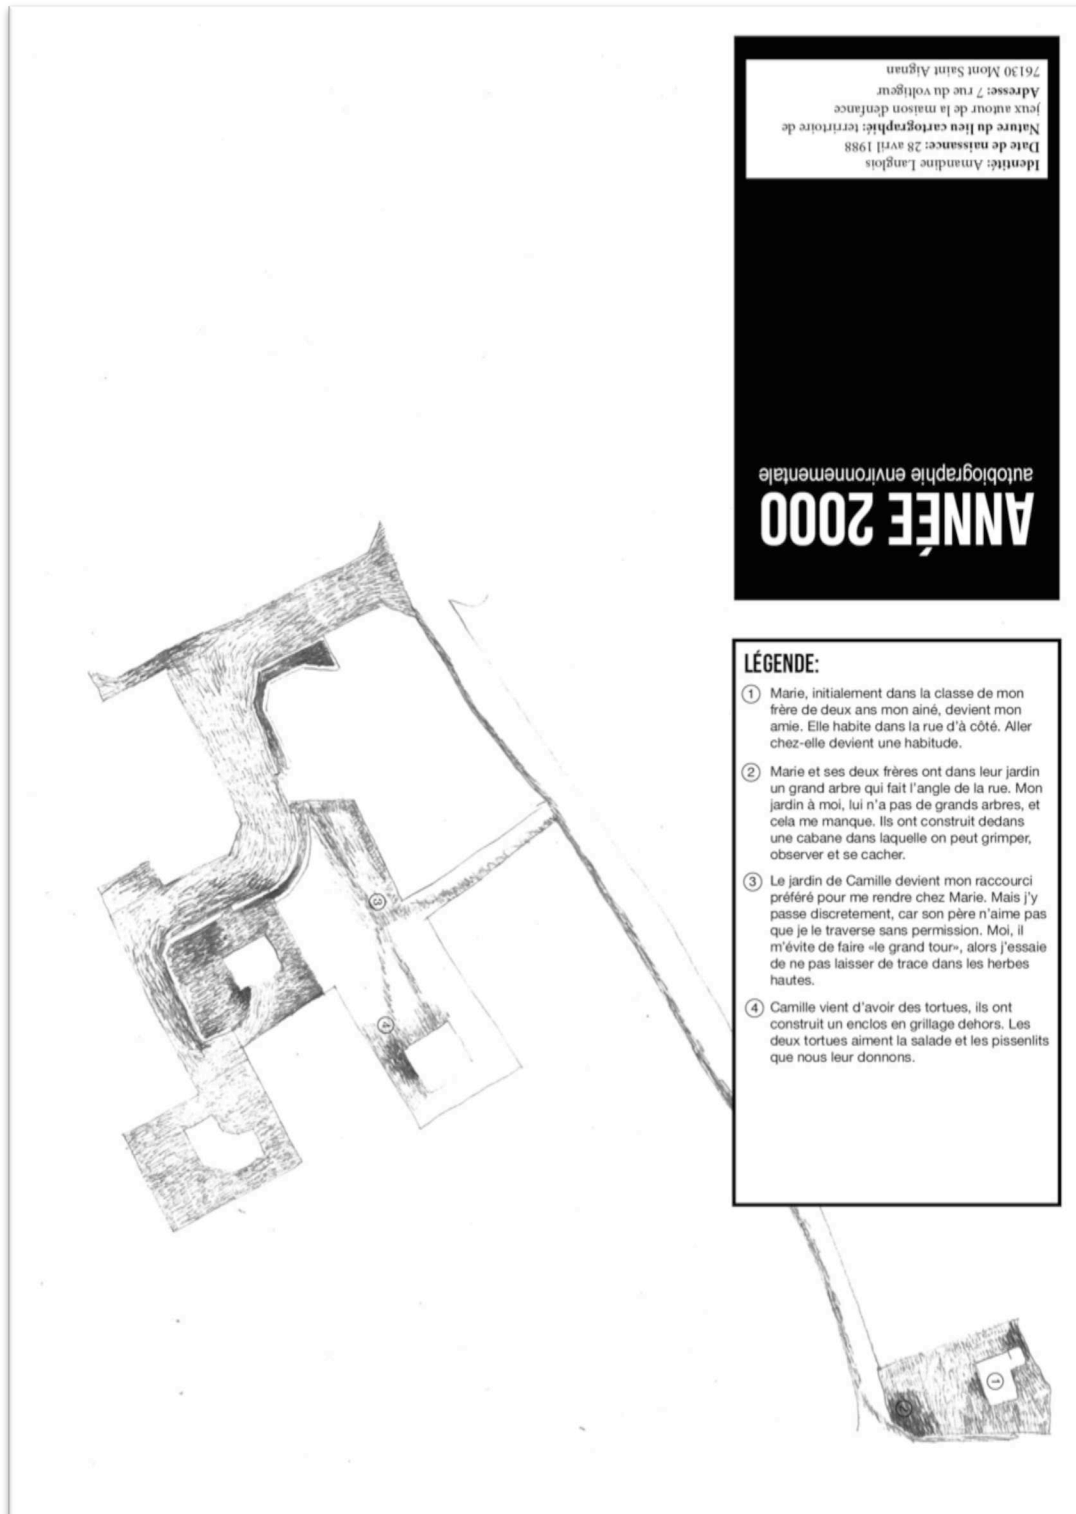 ANNÉE 2000
autobiographie environnementale
Identité: Amandine Langlois
Date de naissance: 28 avril 1988
Nature du lieu cartographié: terrirtoire de
jeux autour de la maison d'enfance
Adresse: 7 rue du voltigeur
76130 Mont Saint Aignan
LÉGENDE:
1 Marie, initialement dans la classe de mon
frère de deux ans mon ainé, devient mon
amie. Elle habite dans la rue d'à côté. Aller
chez-elle devient une habitude.
2 Marie et ses deux frères ont dans leur jardin
un grand arbre qui fait l'angle de la rue. Mon
jardin à moi, lui n'a pas de grands arbres, et
cela me manque. Ils ont construit dedans
une cabane dans laquelle on peut grimper,
observer et se cacher.
3 Le jardin de Camille devient mon raccourci
préféré pour me rendre chez Marie. Mais j'y
passe discretement, car son père n'aime pas
que je le traverse sans permission. Moi, il
m'évite de faire «le grand tour», alors j'essaie
de ne pas laisser de trace dans les herbes
hautes.
4 Camille vient d'avoir des tortues, ils ont
construit un enclos en grillage dehors. Les
deux tortues aiment la salade et les pissenlits
que nous leur donnons.
3
4
1
2